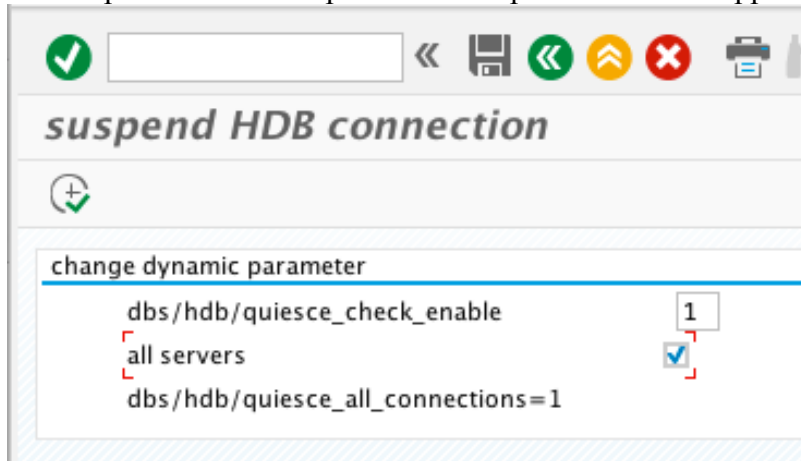 suspend HDB connection
change dynamic parameter
dbs/hdb/quiesce_check_enable 1
all servers
dbs/hdb/quiesce_all_connections=1